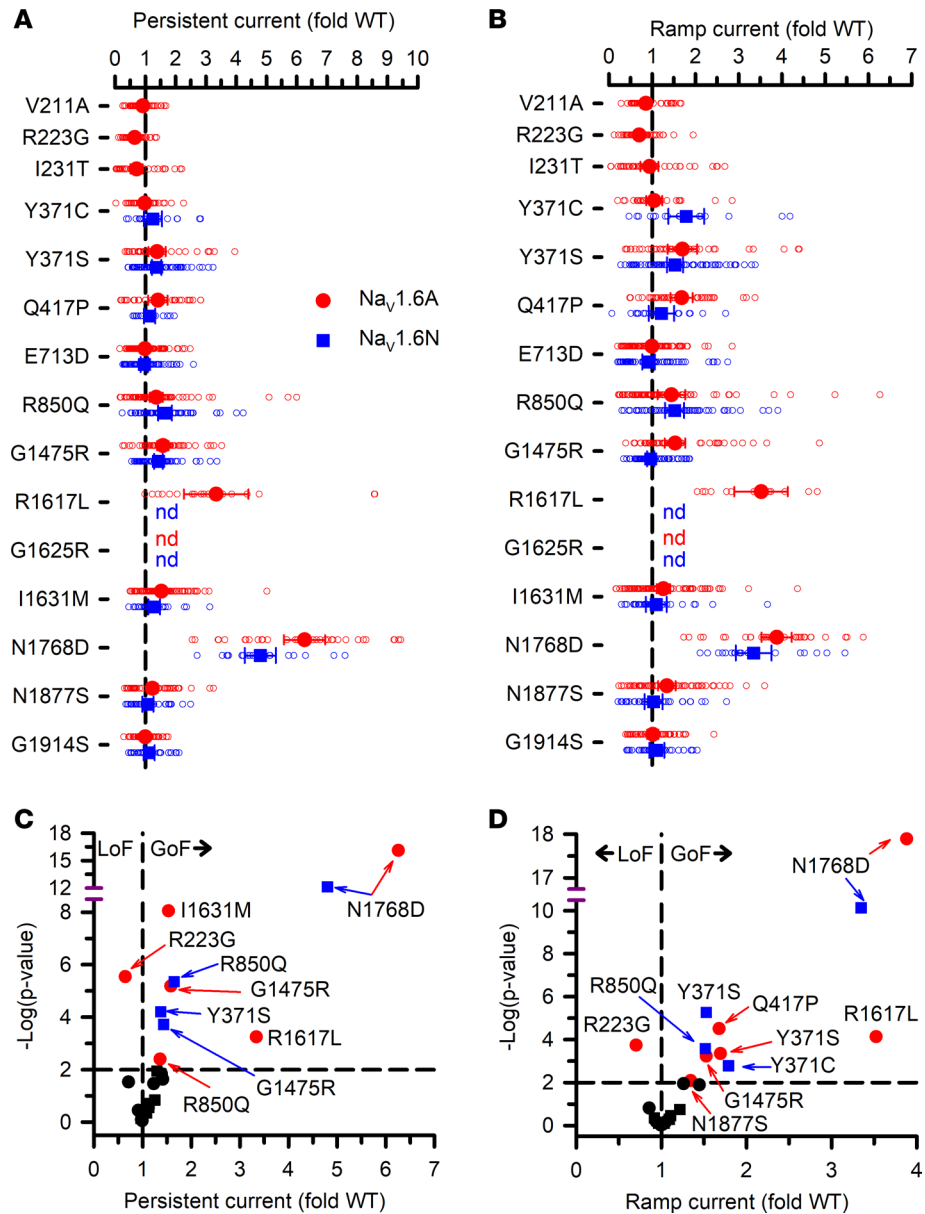 A
Persistent current (fold WT)
0 1 2 3 4 5 6 7 8 9 10
V211A
R223G
I231T
Y371C
Y371S
Q417P
E713D
R850Q
G1475R
R1617L
G1625R
I1631M
N1768D
N1877S
G1914S
nd
nd
nd
NaV1.6A
NaV1.6N
B
Ramp current (fold WT)
0 1 2 3 4 5 6 7
V211A
R223G
I231T
Y371C
Y371S
Q417P
E713D
R850Q
G1475R
R1617L
G1625R
I1631M
N1768D
N1877S
G1914S
nd
nd
nd
C
-Log(p-value)
18
16
14
12
8
6
4
2
0
LoF GoF
N1768D
I1631M
R223G
R850Q
G1475R
Y371S
R1617L
G1475R
R850Q
0 1 2 3 4 5 6 7
Persistent current (fold WT)
D
-Log(p-value)
18
17
10
8
6
4
2
0
LoF GoF
N1768D
R850Q
Y371S
Q417P
R1617L
R223G
Y371S
Y371C
G1475R
N1877S
0 1 2 3 4
Ramp current (fold WT)